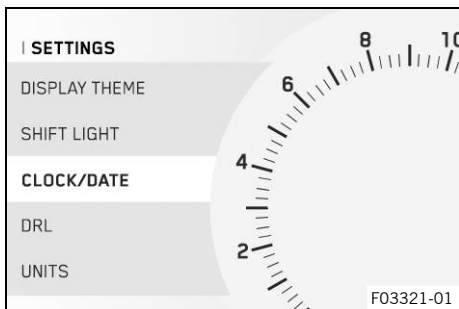 SETTINGS
DISPLAY THEME
SHIFT LIGHT
CLOCK/DATE
DRL
UNITS
2
4
6
8
10
F03321-01